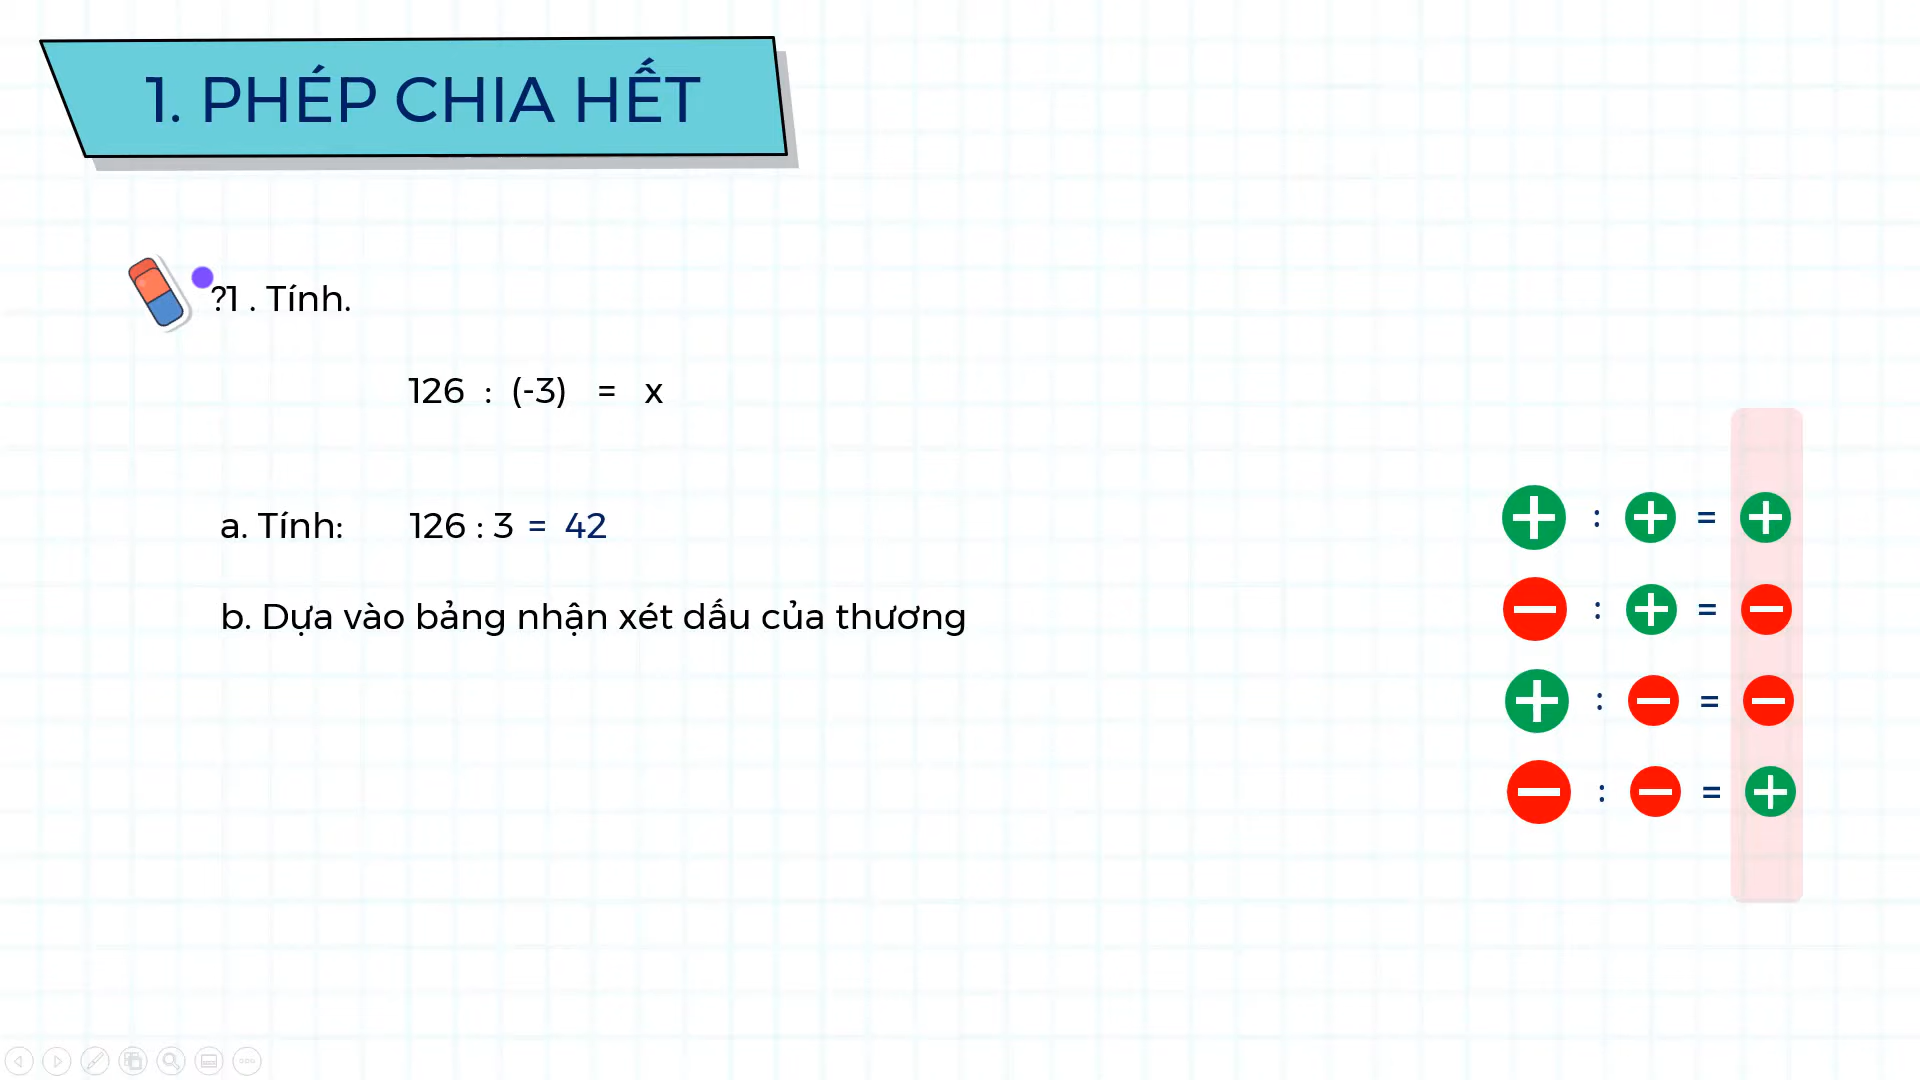 1. PHÉP CHIA HẾT
?1 . Tính.
126 : (-3) = x
a. Tính: 126 : 3 = 42
b. Dựa vào bảng nhận xét dấu của thương
+ : + = +
− : + = −
+ : − = −
− : − = +